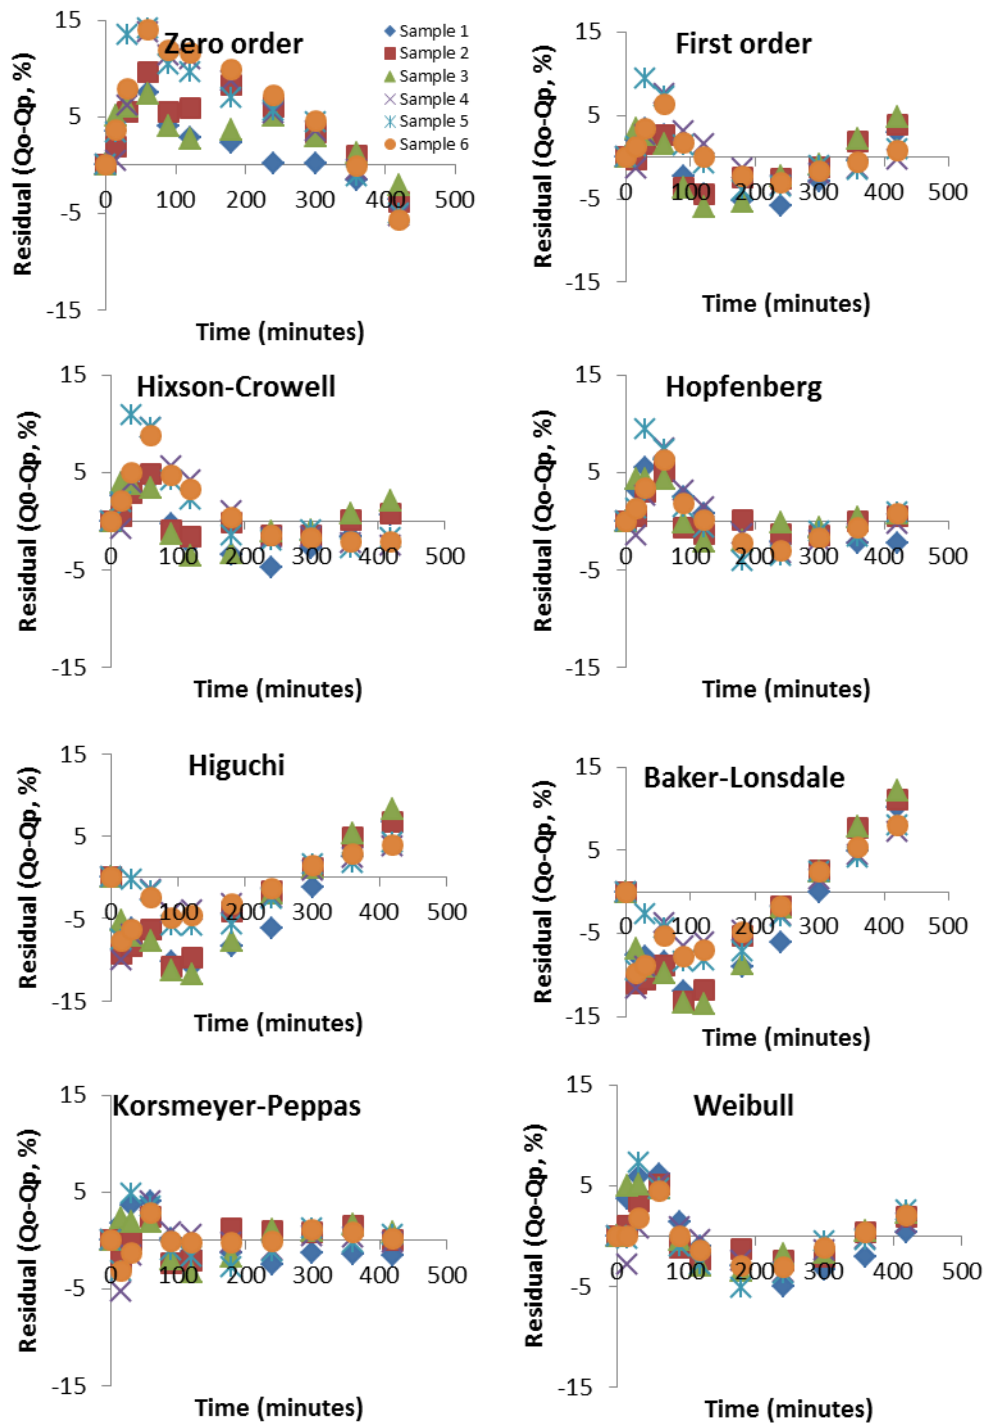 Zero order
Residual (Qo-Qp, %)
15
5
-5
-15
0
100
200
300
400
500
Time (minutes)
Sample 1
Sample 2
Sample 3
Sample 4
Sample 5
Sample 6
First order
Residual (Qo-Qp, %)
15
5
-5
-15
0
100
200
300
400
500
Time (minutes)
Hixson-Crowell
Residual (Q0-Qp, %)
15
5
-5
-15
0
100
200
300
400
500
Time (minutes)
Hopfenberg
Residual (Qo-Qp, %)
15
5
-5
-15
0
100
200
300
400
500
Time (minutes)
Higuchi
Residual (Qo-Qp, %)
15
5
-5
-15
0
100
200
300
400
500
Time (minutes)
Baker-Lonsdale
Residual (Qo-Qp, %)
15
5
-5
-15
0
100
200
300
400
500
Time (minutes)
Korsmeyer-Peppas
Residual (Qo-Qp, %)
15
5
-5
-15
0
100
200
300
400
500
Time (minutes)
Weibull
Residual (Qo-Qp, %)
15
5
-5
-15
0
100
200
300
400
500
Time (minutes)